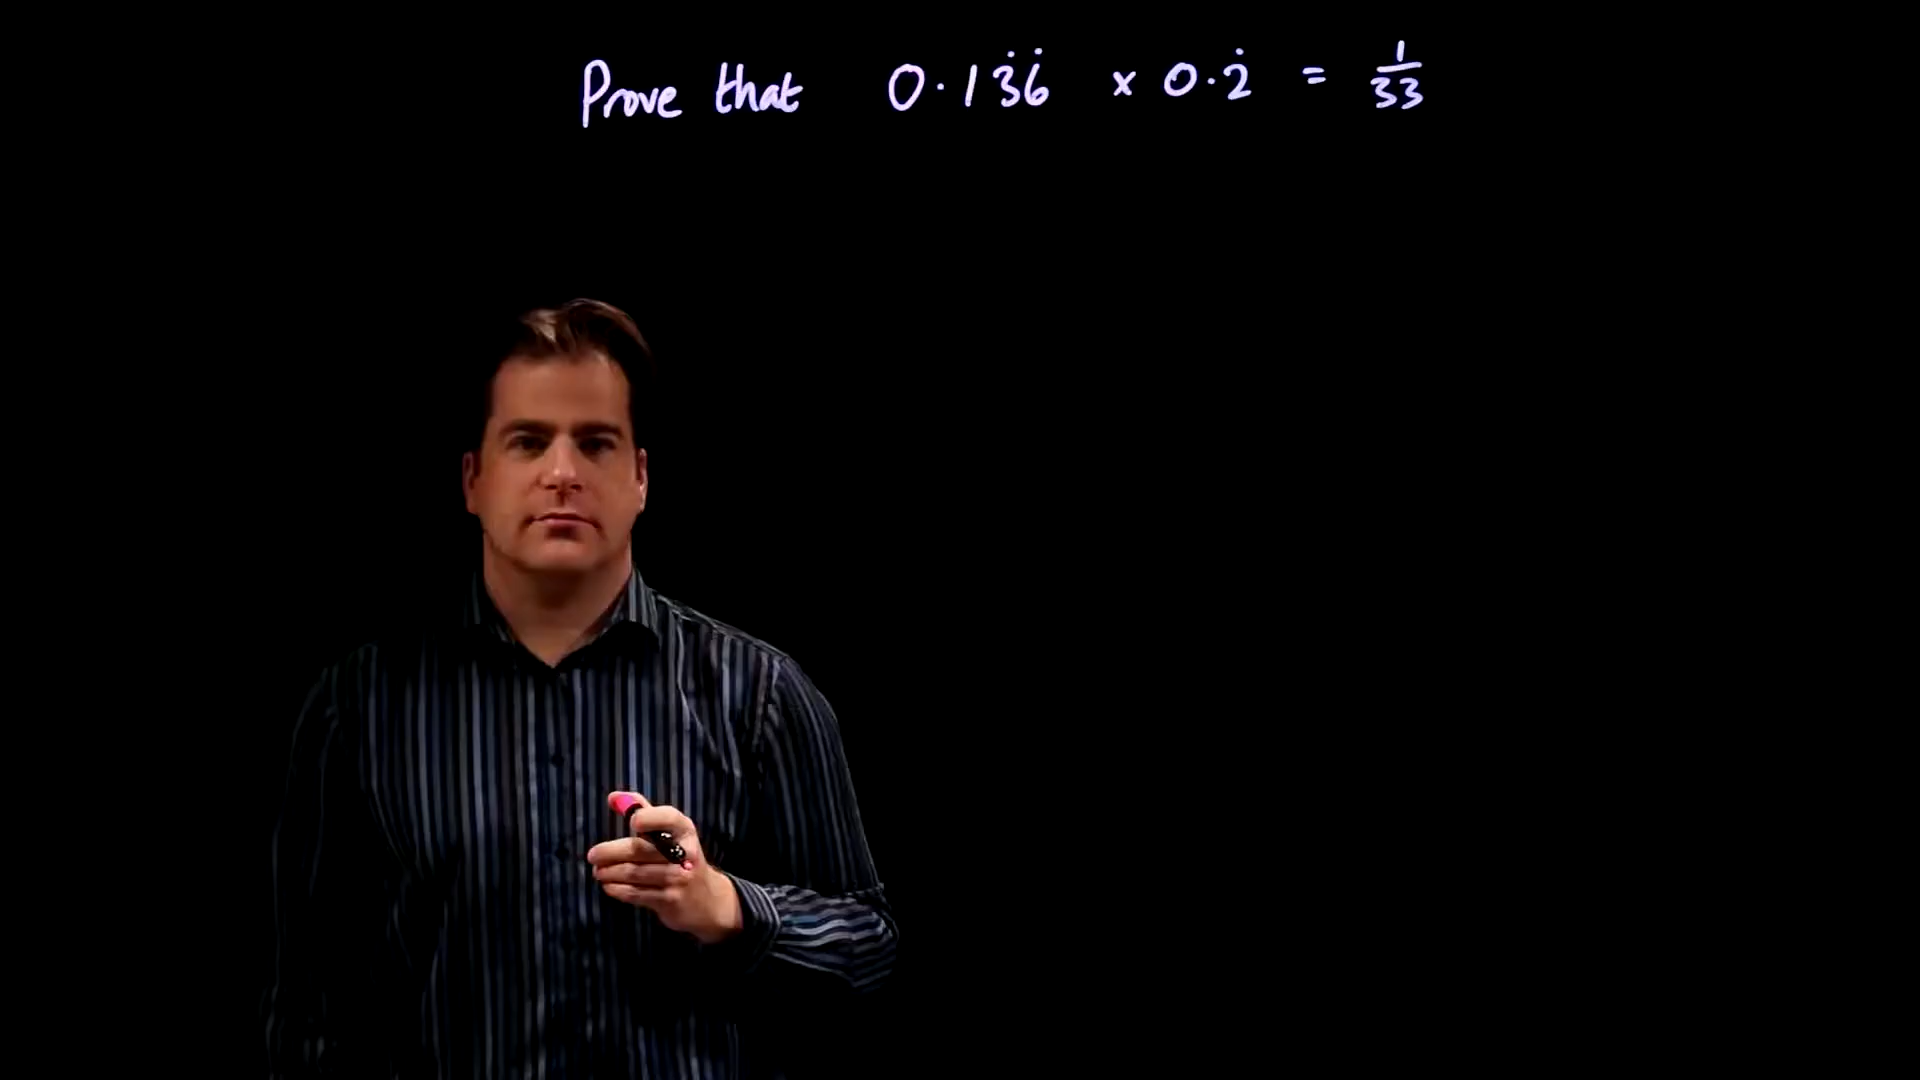 Prove that 0.13̇6̇ × 0.2̇ = 1/33